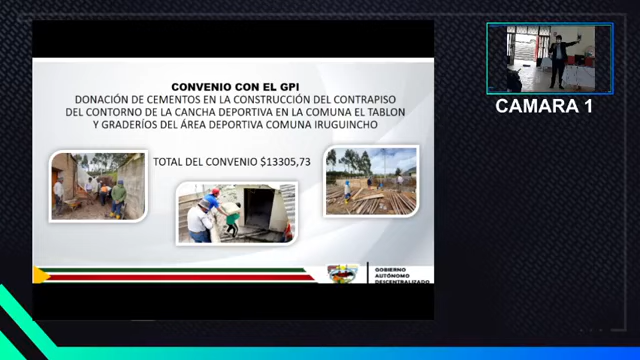 CONVENIO CON EL GPI
DONACIÓN DE CEMENTOS EN LA CONSTRUCCIÓN DEL CONTRAPISO
DEL CONTORNO DE LA CANCHA DEPORTIVA EN LA COMUNA EL TABLON
Y GRADERÍOS DEL ÁREA DEPORTIVA COMUNA IRUGUINCHO
TOTAL DEL CONVENIO $13305,73
GOBIERNO
AUTÓNOMO
DESCENTRALIZADO
CAMARA 1